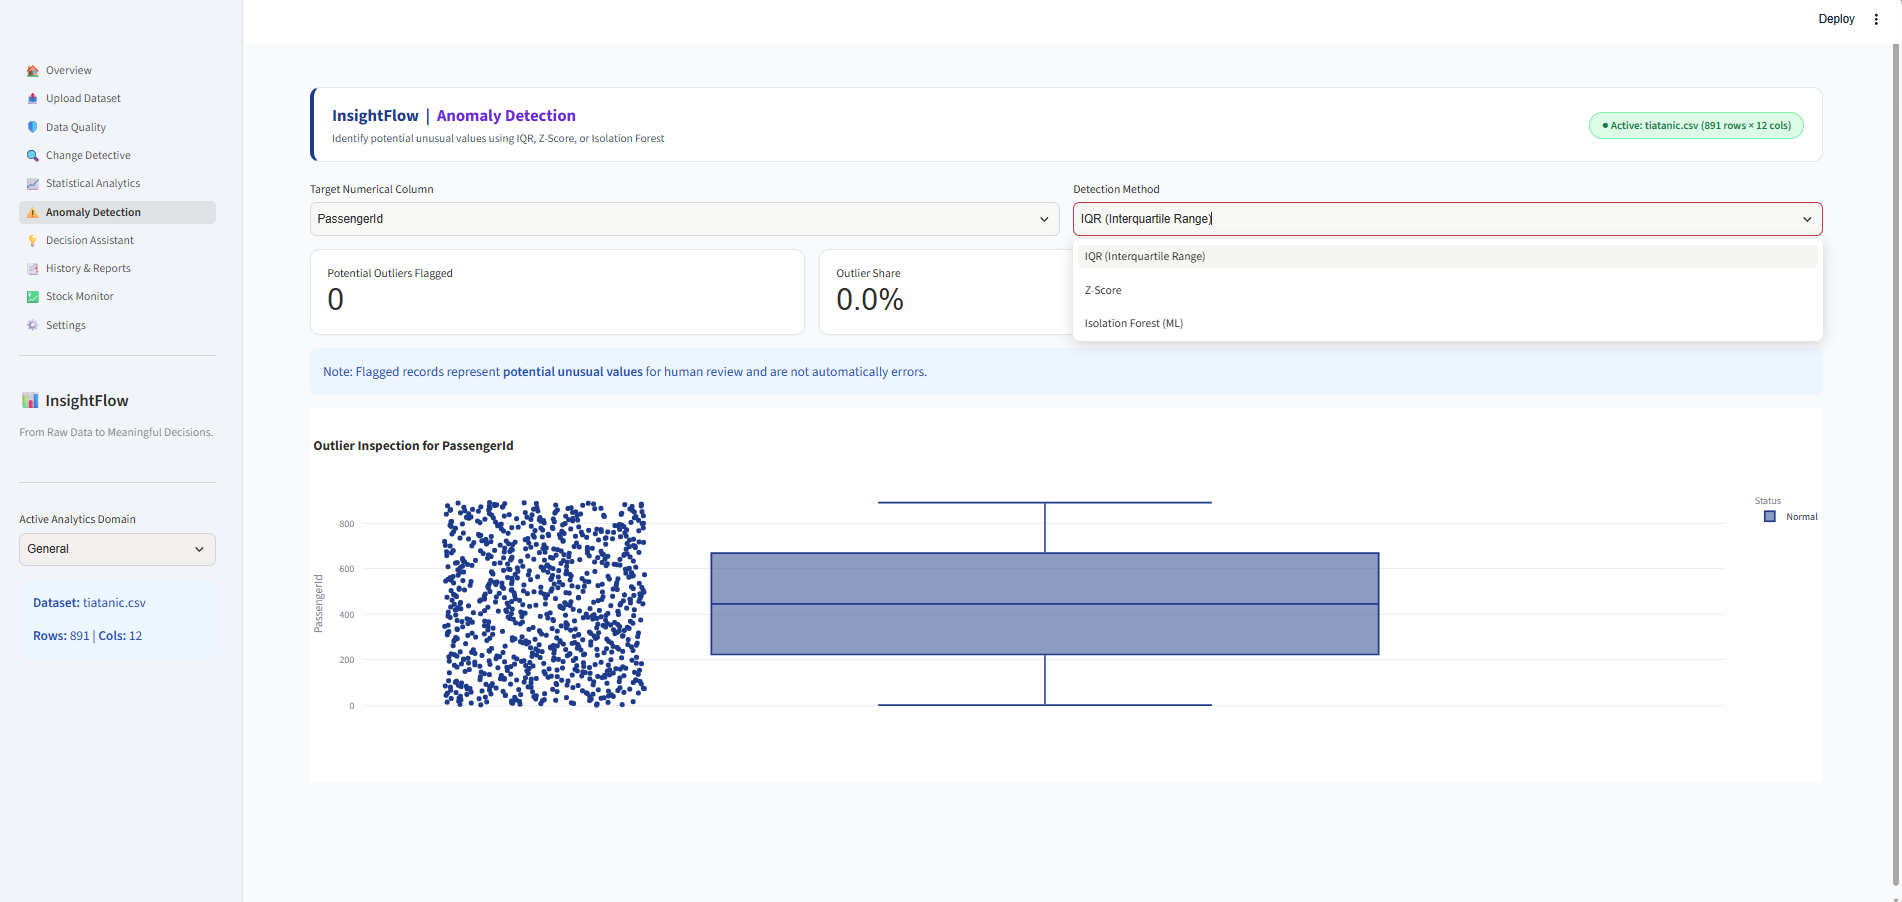 Deploy
Overview
Upload Dataset
Data Quality
Change Detective
Statistical Analytics
Anomaly Detection
Decision Assistant
History & Reports
Stock Monitor
Settings
InsightFlow
From Raw Data to Meaningful Decisions.
Active Analytics Domain
General
Dataset: tiatanic.csv
Rows: 891 | Cols: 12
InsightFlow | Anomaly Detection
Identify potential unusual values using IQR, Z-Score, or Isolation Forest
Active: tiatanic.csv (891 rows × 12 cols)
Target Numerical Column
PassengerId
Detection Method
IQR (Interquartile Range)
IQR (Interquartile Range)
Z-Score
Isolation Forest (ML)
Potential Outliers Flagged
0
Outlier Share
0.0%
Note: Flagged records represent potential unusual values for human review and are not automatically errors.
Outlier Inspection for PassengerId
Status
Normal
PassengerId
800
600
400
200
0